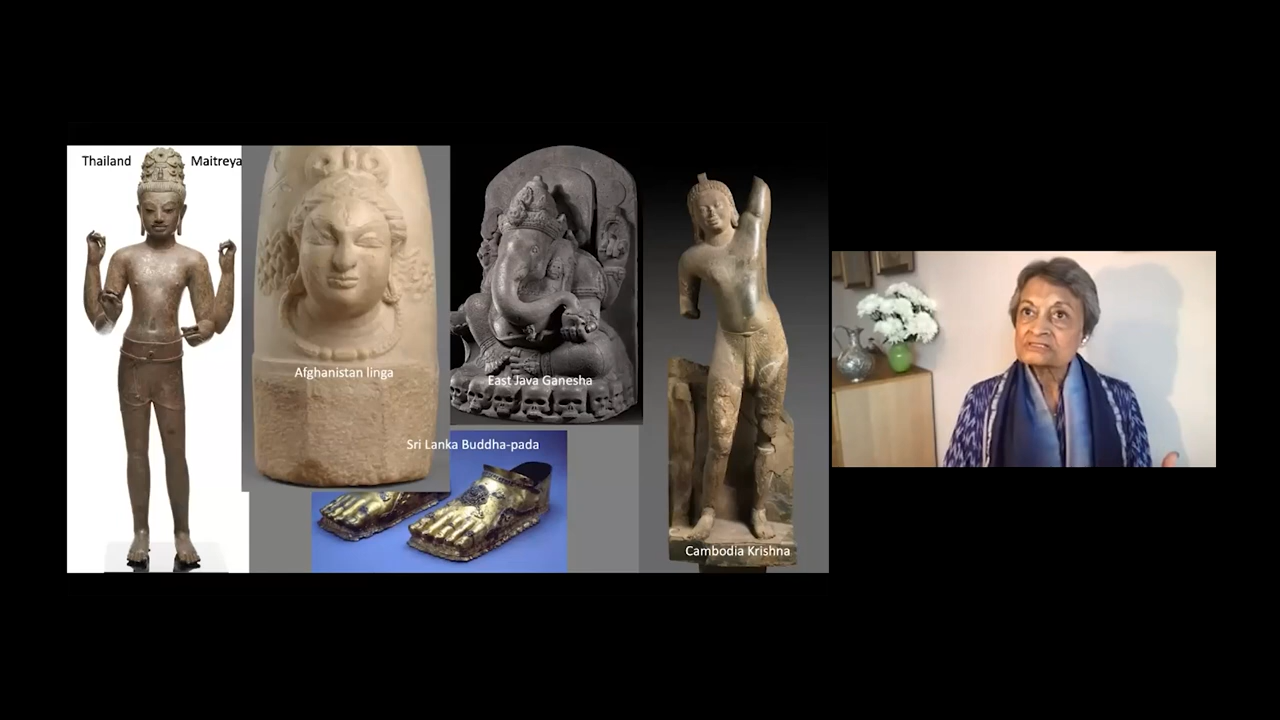 Thailand
Maitreya
Afghanistan linga
East Java Ganesha
Sri Lanka Buddha-pada
Cambodia Krishna